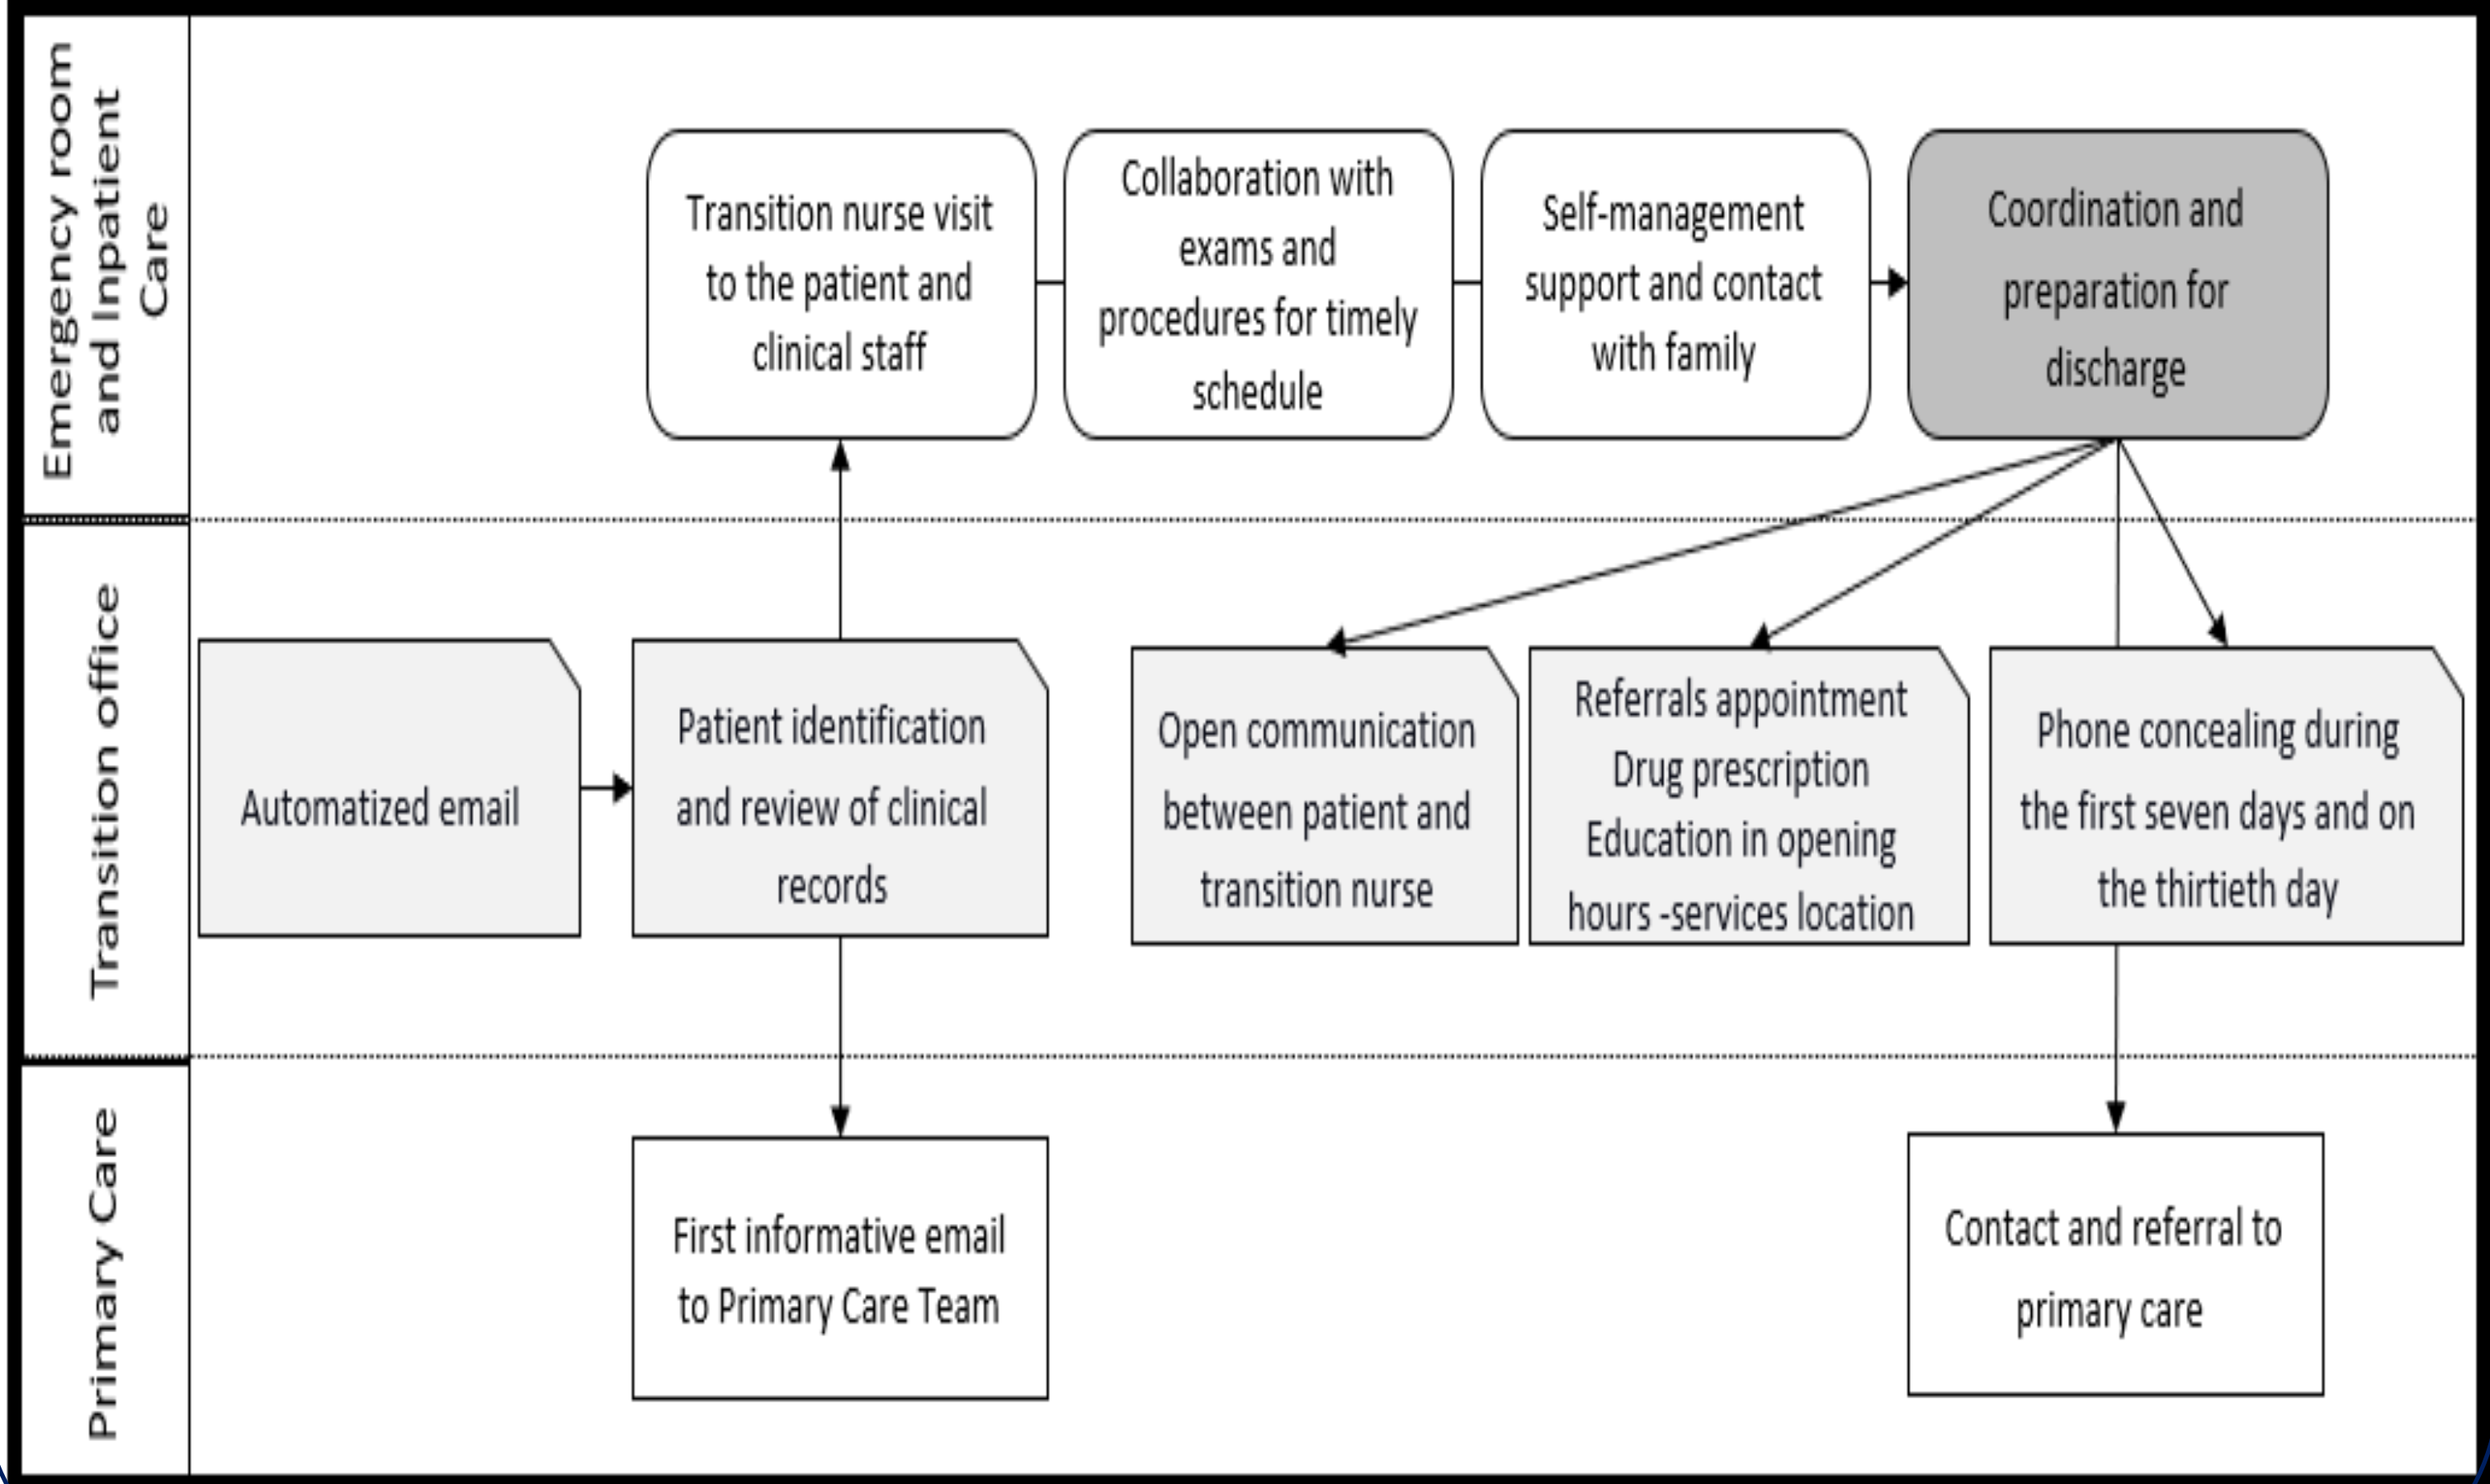 Emergency room
and Inpatient
Care
Transition nurse visit
to the patient and
clinical staff
Collaboration with
exams and
procedures for timely
schedule
Self-management
support and contact
with family
Coordination and
preparation for
discharge
Transition office
Automatized email
Patient identification
and review of clinical
records
Open communication
between patient and
transition nurse
Referrals appointment
Drug prescription
Education in opening
hours -services location
Phone concealing during
the first seven days and on
the thirtieth day
Primary Care
First informative email
to Primary Care Team
Contact and referral to
primary care